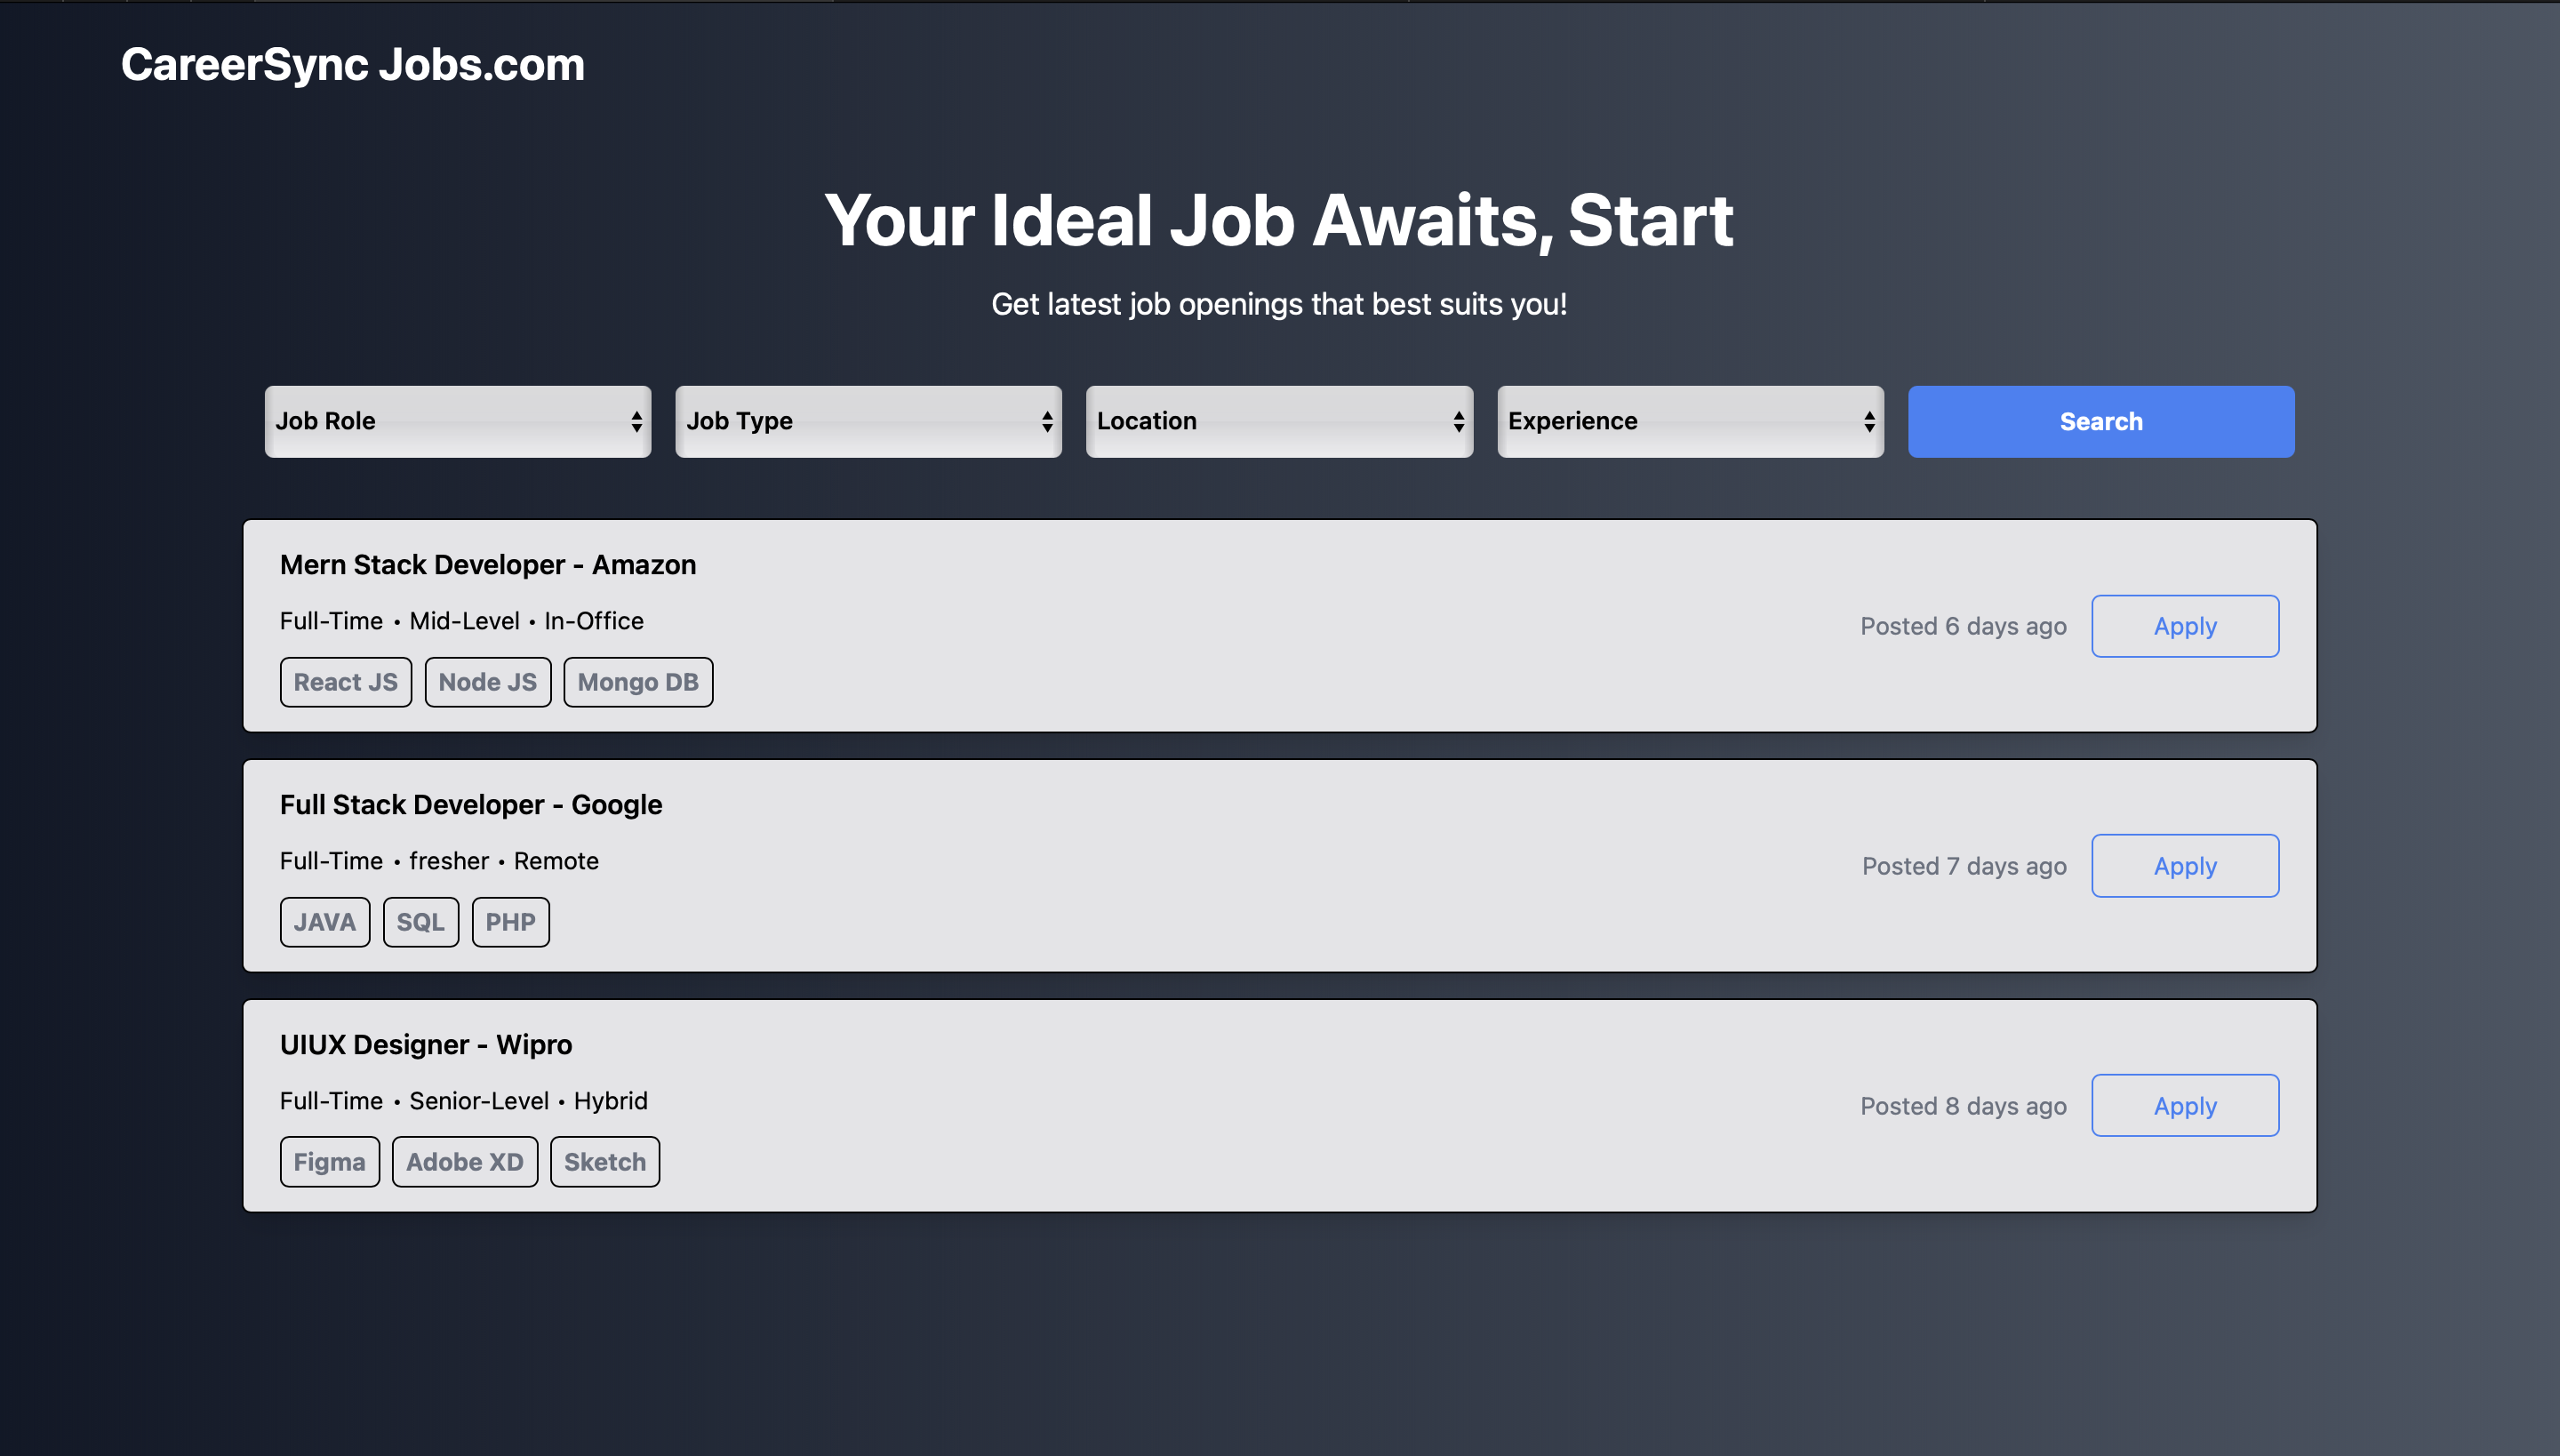 CareerSync Jobs.com
Your Ideal Job Awaits, Start
Get latest job openings that best suits you!
Job Role Job Type Location Experience Search
Mern Stack Developer - Amazon
Full-Time • Mid-Level • In-Office
Posted 6 days ago Apply
React JS Node JS Mongo DB
Full Stack Developer - Google
Full-Time • fresher • Remote
Posted 7 days ago Apply
JAVA SQL PHP
UIUX Designer - Wipro
Full-Time • Senior-Level • Hybrid
Posted 8 days ago Apply
Figma Adobe XD Sketch